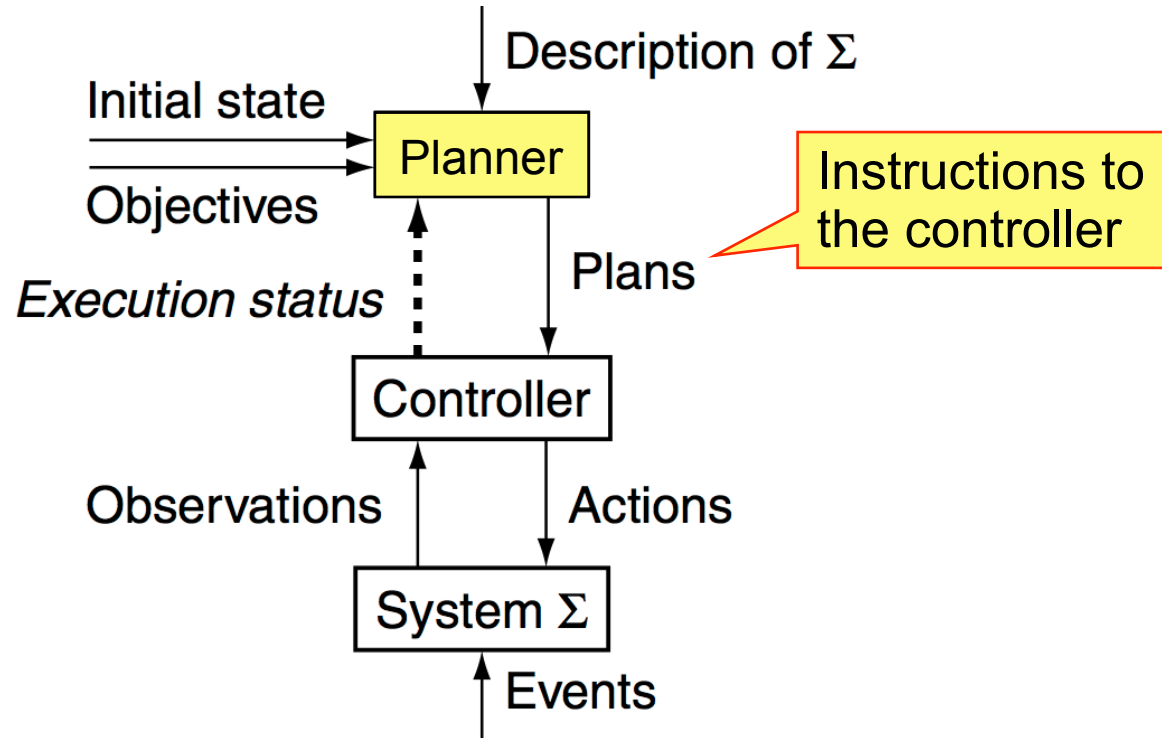 Description of Σ
Initial state
Planner
Objectives
Instructions to
the controller
Plans
Execution status
Controller
Observations
Actions
System Σ
Events